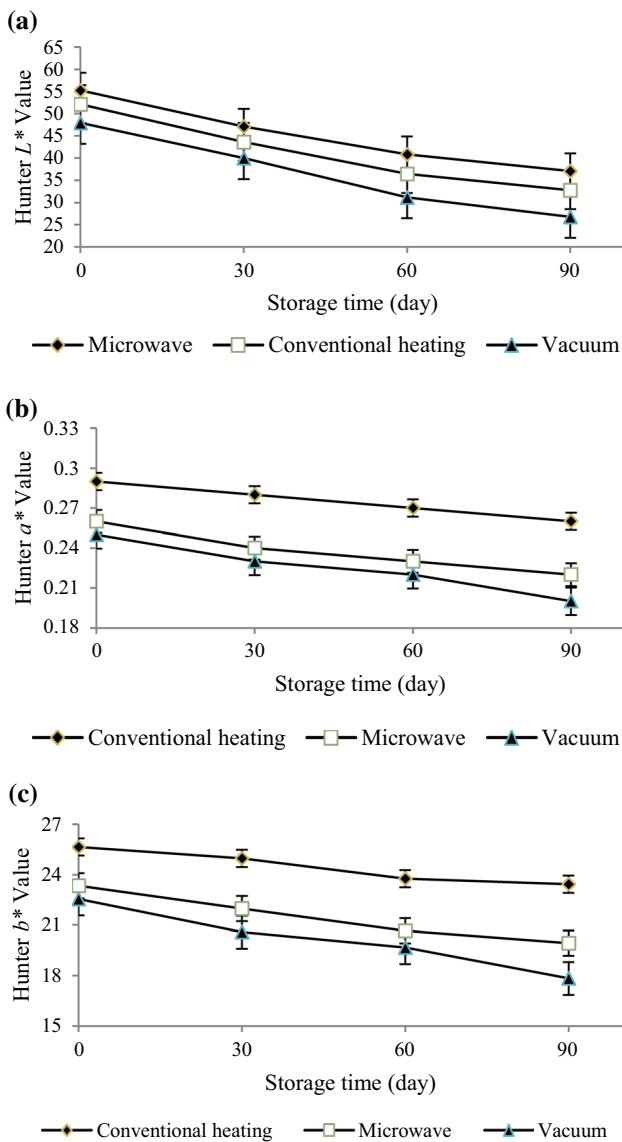 (a)
65
60
55
50
45
40
35
30
25
20
Hunter L* Value
0 30 60 90
Storage time (day)
Microwave Conventional heating Vacuum
(b)
0.33
0.3
0.27
0.24
0.21
0.18
Hunter a* Value
0 30 60 90
Storage time (day)
Conventional heating Microwave Vacuum
(c)
27
24
21
18
15
Hunter b* Value
0 30 60 90
Storage time (day)
Conventional heating Microwave Vacuum